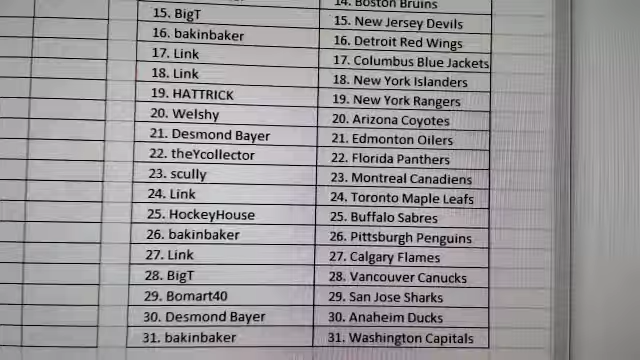 14. Boston Bruins
15. BigT 15. New Jersey Devils
16. bakinbaker 16. Detroit Red Wings
17. Link 17. Columbus Blue Jackets
18. Link 18. New York Islanders
19. HATTRICK 19. New York Rangers
20. Welshy 20. Arizona Coyotes
21. Desmond Bayer 21. Edmonton Oilers
22. theYcollector 22. Florida Panthers
23. scully 23. Montreal Canadiens
24. Link 24. Toronto Maple Leafs
25. HockeyHouse 25. Buffalo Sabres
26. bakinbaker 26. Pittsburgh Penguins
27. Link 27. Calgary Flames
28. BigT 28. Vancouver Canucks
29. Bomart40 29. San Jose Sharks
30. Desmond Bayer 30. Anaheim Ducks
31. bakinbaker 31. Washington Capitals